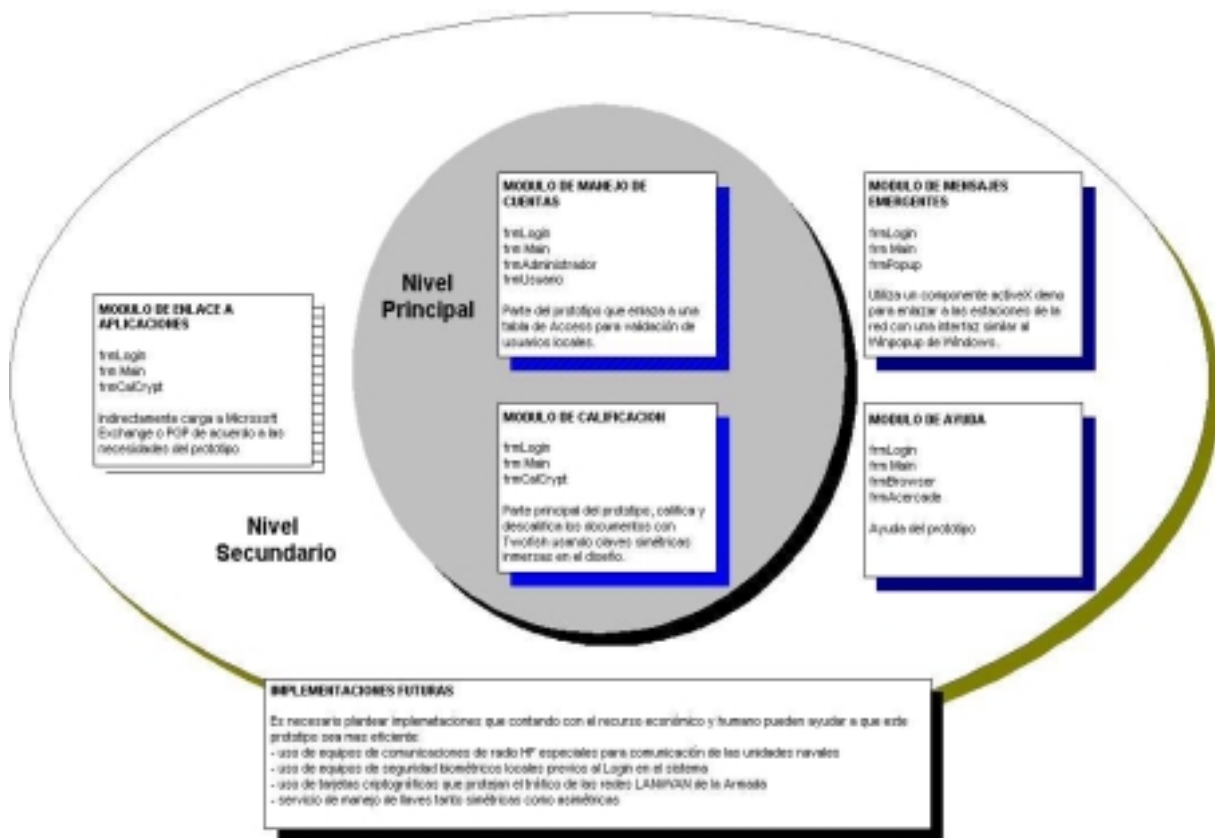 MODULO DE MANEJO DE
CUENTAS
frmLogin
frm Main
frmAdministrador
frmUsuario
Parte del prototipo que enlaza a una
tabla de Access para validación de
usuarios locales.
MODULO DE MENSAJES
EMERGENTES
frmLogin
frm Main
frmPopup
Utiliza un componente activeX demo
para enlazar a las estaciones de la
red con una interfaz similar al
Winpopup de Windows.
Nivel
Principal
MODULO DE ENLACE A
APLICACIONES
frmLogin
frm Main
frmCalCrypt
Indirectamente carga a Microsoft
Exchange o PGP de acuerdo a las
necesidades del prototipo
MODULO DE CALIFICACION
frmLogin
frm Main
frmCalCrypt
Parte principal del prototipo, califica y
descalifica los documentos con
Twofish usando claves simétricas
inmersas en el diseño.
MODULO DE AYUDA
frmLogin
frm Main
frmBrowser
frmAcercade
Ayuda del prototipo
Nivel
Secundario
IMPLEMENTACIONES FUTURAS
Es necesario plantear implemetaciones que contando con el recurso económico y humano pueden ayudar a que este
prototipo sea mas eficiente:
- uso de equipos de comunicaciones de radio HF especiales para comunicación de las unidades navales
- uso de equipos de seguridad biométricos locales previos al Login en el sistema
- uso de tarjetas criptográficas que protejan el tráfico de las redes LAN/WAN de la Armada
- servicio de manejo de llaves tanto simétricas como asimétricas